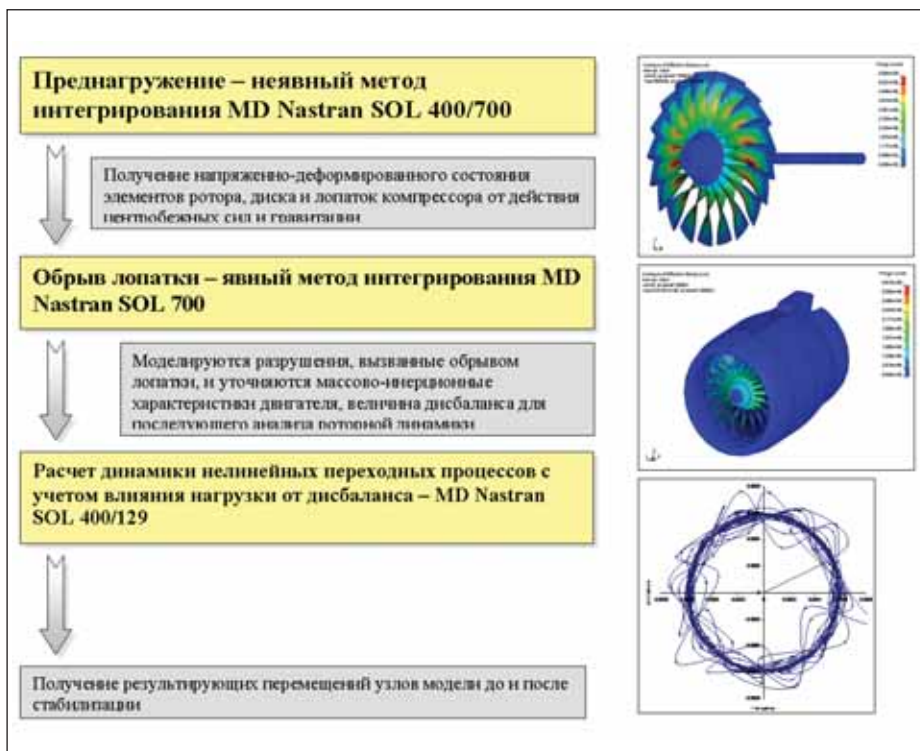 Преднагружение – неявный метод
интегрирования MD Nastran SOL 400/700
Получение напряженно-деформированного состояния
элементов ротора, диска и лопаток компрессора от действия
центробежных сил и гравитации
Обрыв лопатки – явный метод интегрирования MD
Nastran SOL 700
Моделируются разрушения, вызванные обрывом
лопатки, и уточняются массово-инерционные
характеристики двигателя, величина дисбаланса для
последующего анализа роторной динамики
Расчет динамики нелинейных переходных процессов с
учетом влияния нагрузки от дисбаланса – MD Nastran
SOL 400/129
Получение результирующих перемещений узлов модели до и после
стабилизации